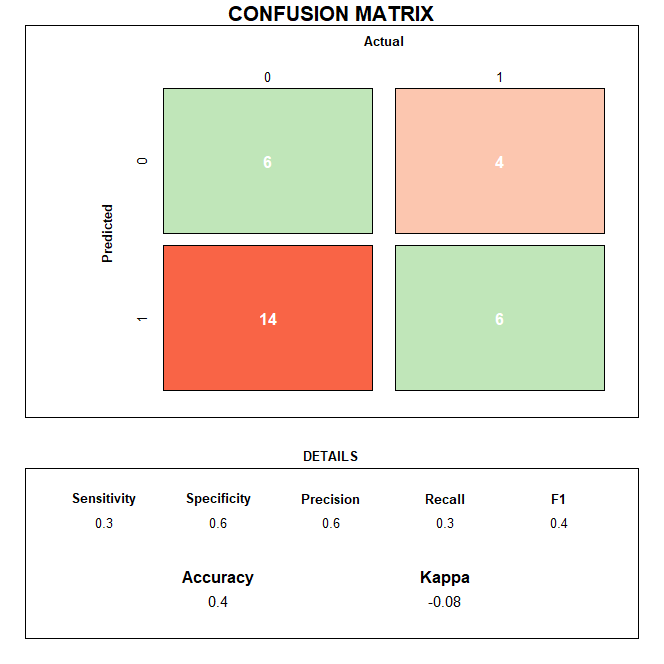 CONFUSION MATRIX
Actual
0 1
0 6 4
Predicted
1 14 6
DETAILS
Sensitivity Specificity Precision Recall F1
0.3 0.6 0.6 0.3 0.4
Accuracy Kappa
0.4 -0.08